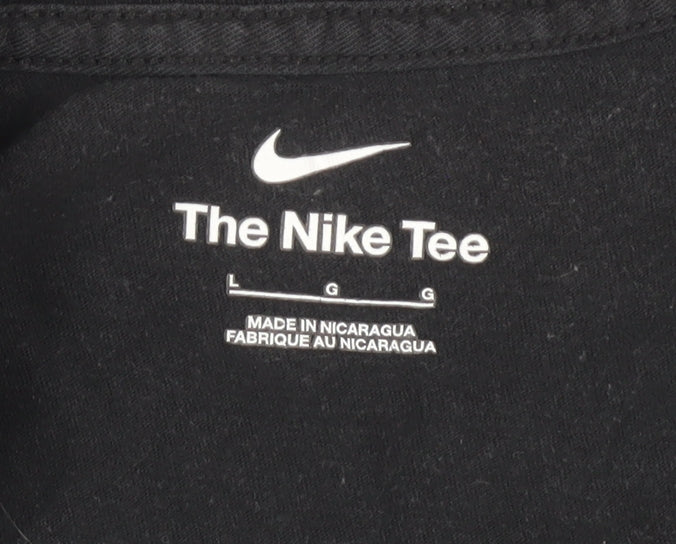 The Nike Tee
L G G
MADE IN NICARAGUA
FABRIQUE AU NICARAGUA